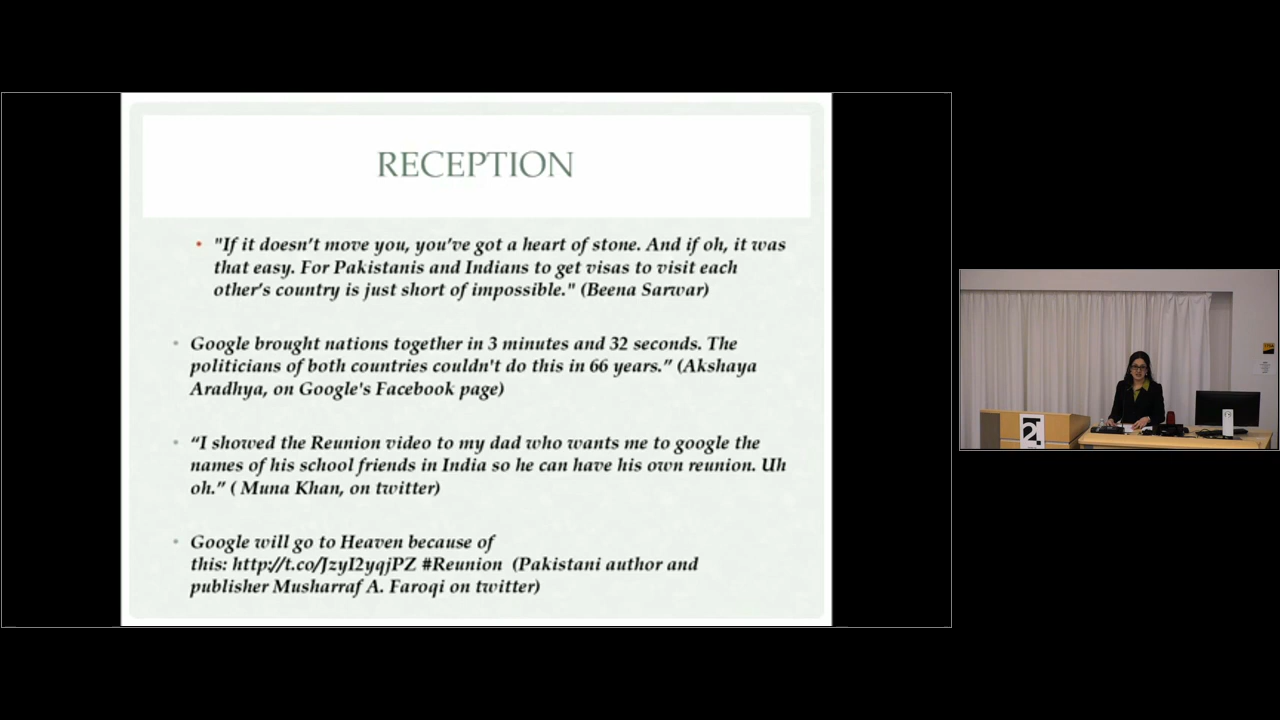 RECEPTION
"If it doesn't move you, you've got a heart of stone. And if oh, it was
that easy. For Pakistanis and Indians to get visas to visit each
other's country is just short of impossible." (Beena Sarwar)
Google brought nations together in 3 minutes and 32 seconds. The
politicians of both countries couldn't do this in 66 years.” (Akshaya
Aradhya, on Google's Facebook page)
“I showed the Reunion video to my dad who wants me to google the
names of his school friends in India so he can have his own reunion. Uh
oh.” ( Muna Khan, on twitter)
Google will go to Heaven because of
this: http://t.co/JzyI2yqjPZ #Reunion (Pakistani author and
publisher Musharraf A. Faroqi on twitter)
2